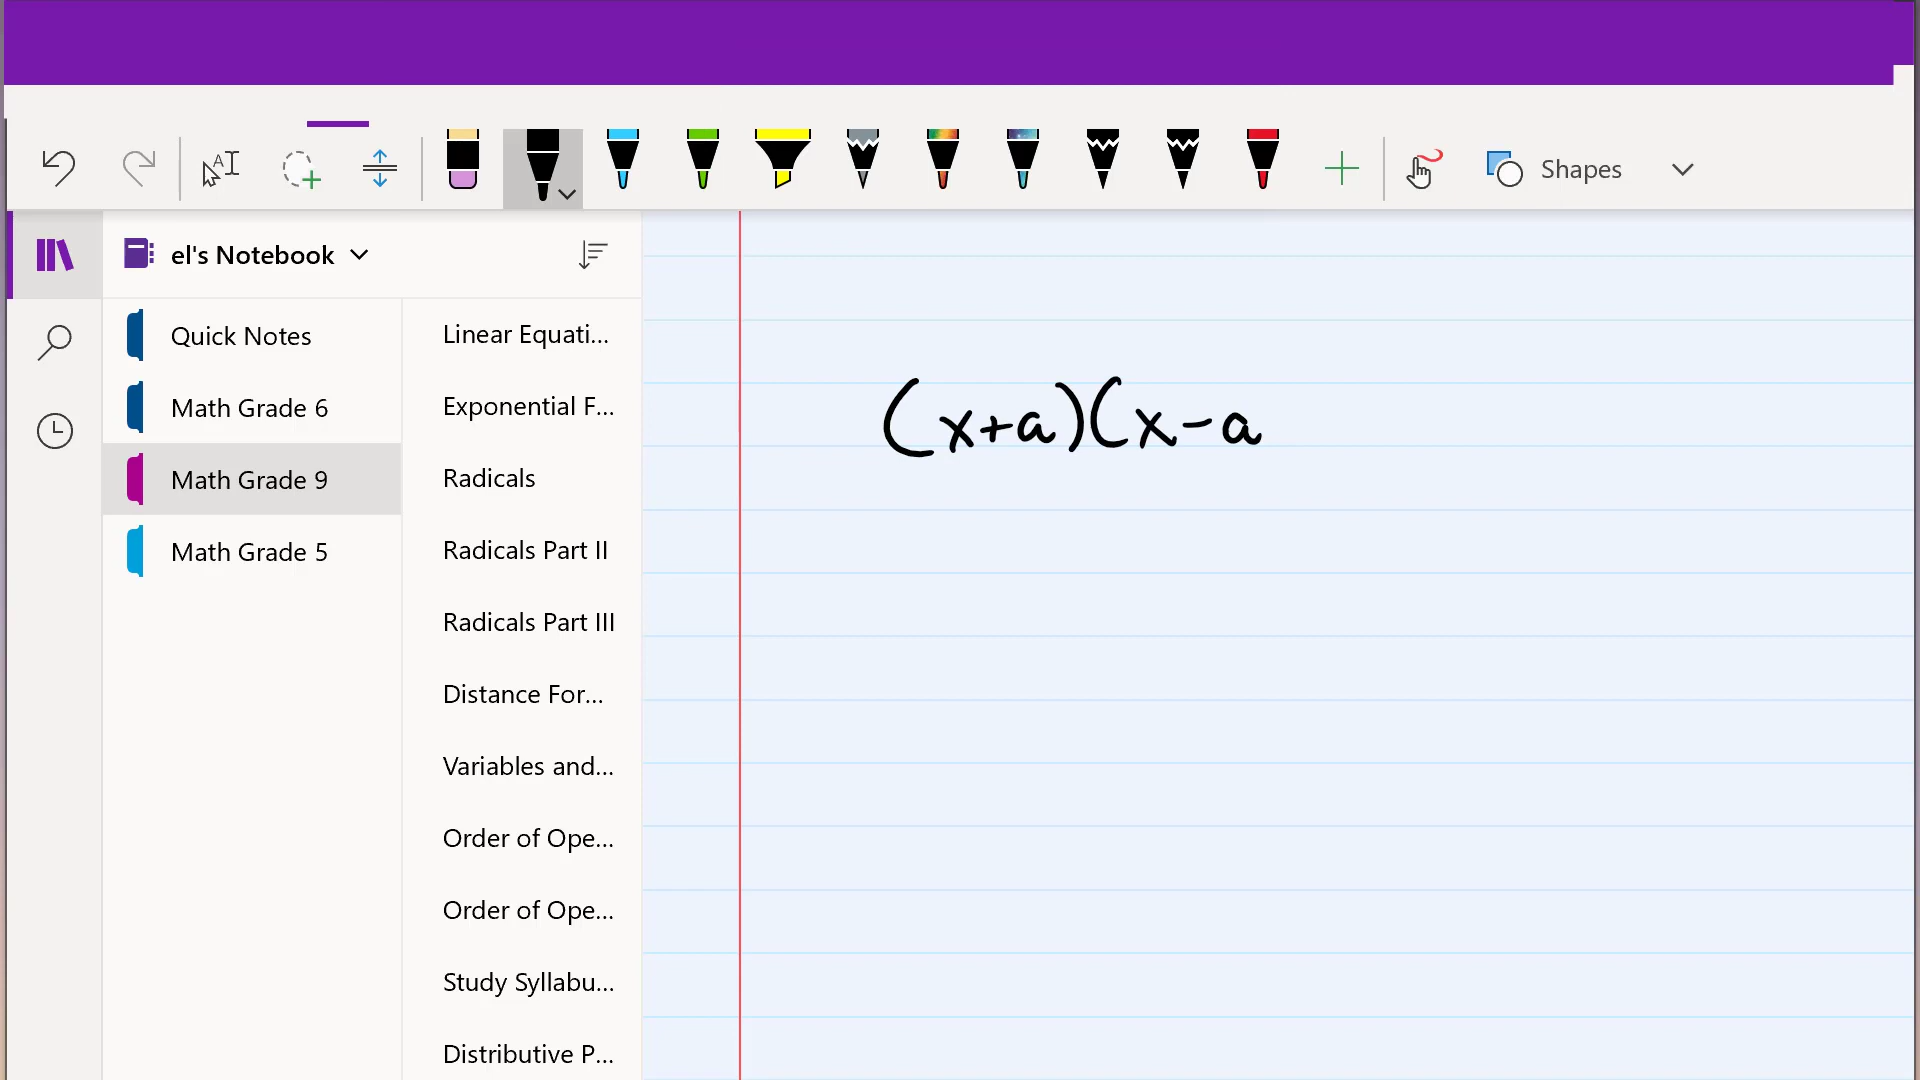 Shapes
el's Notebook
Quick Notes
Math Grade 6
Math Grade 9
Math Grade 5
Linear Equati...
Exponential F...
Radicals
Radicals Part II
Radicals Part III
Distance For...
Variables and...
Order of Ope...
Order of Ope...
Study Syllabu...
Distributive P...
(x+a)(x-a